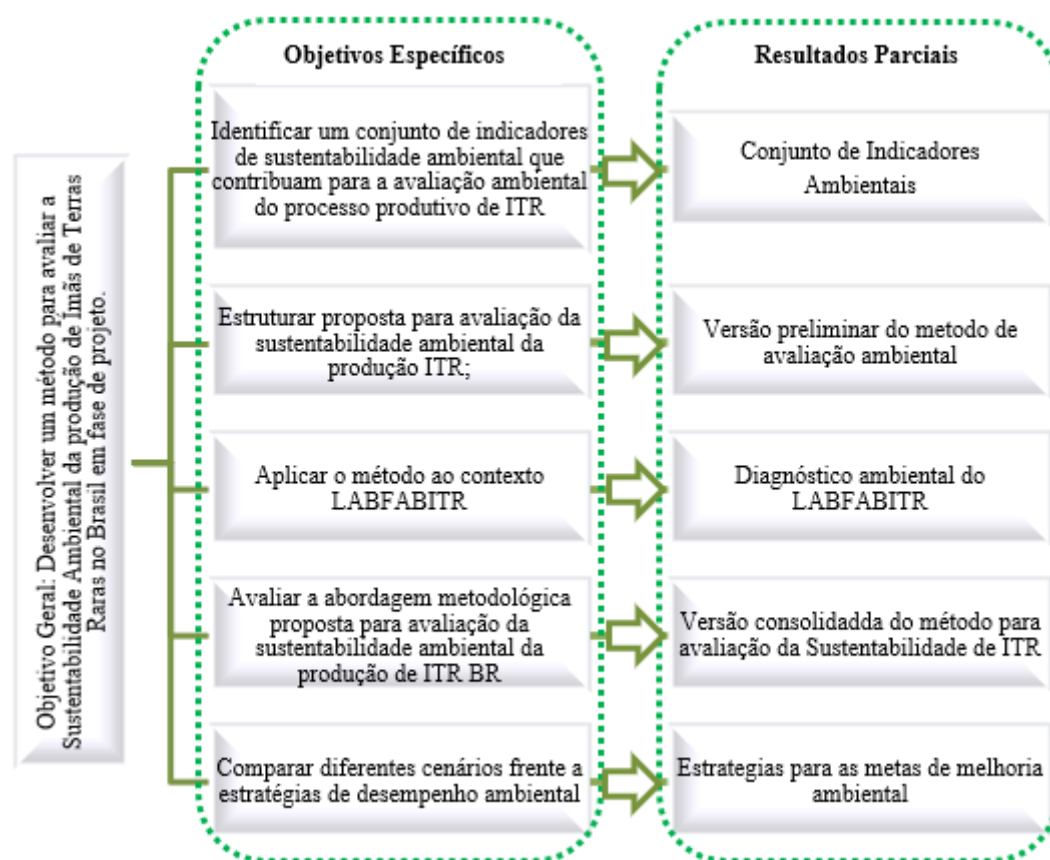 Objetivo Geral: Desenvolver um método para avaliar a
Sustentabilidade Ambiental da produção de Ímãs de Terras
Raras no Brasil em fase de projeto.
Objetivos Específicos
Resultados Parciais
Identificar um conjunto de indicadores
de sustentabilidade ambiental que
contribuam para a avaliação ambiental
do processo produtivo de ITR
Conjunto de Indicadores
Ambientais
Estruturar proposta para avaliação da
sustentabilidade ambiental da
produção ITR;
Versão preliminar do metodo de
avaliação ambiental
Aplicar o método ao contexto
LABFABITR
Diagnóstico ambiental do
LABFABITR
Avaliar a abordagem metodológica
proposta para avaliação da
sustentabilidade ambiental da
produção de ITR BR
Versão consolidadda do método para
avaliação da Sustentabilidade de ITR
Comparar diferentes cenários frente a
estratégias de desempenho ambiental
Estrategias para as metas de melhoria
ambiental